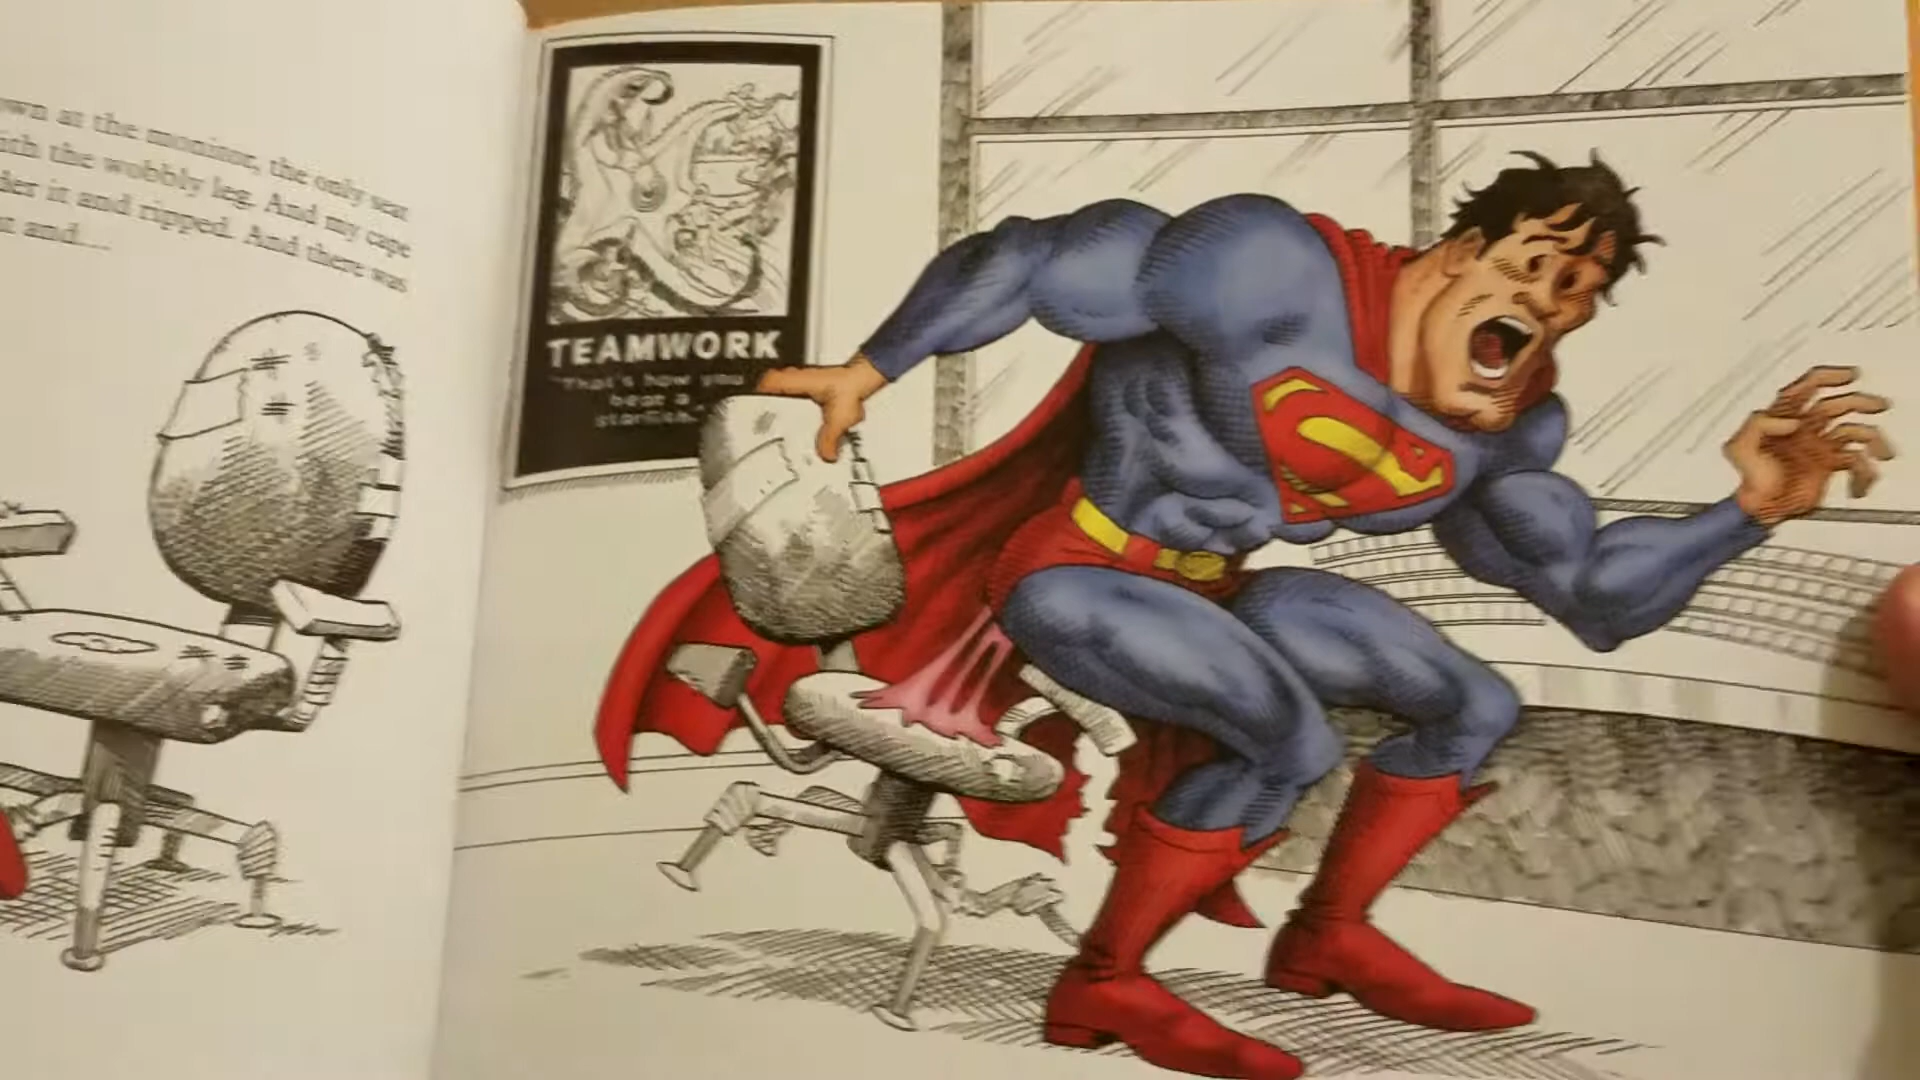 own at the monitor, the only seat
ith the wobbly leg. And my cape
der it and ripped. And there was
t and...
TEAMWORK
"That's how you
beat a
starfish."
S